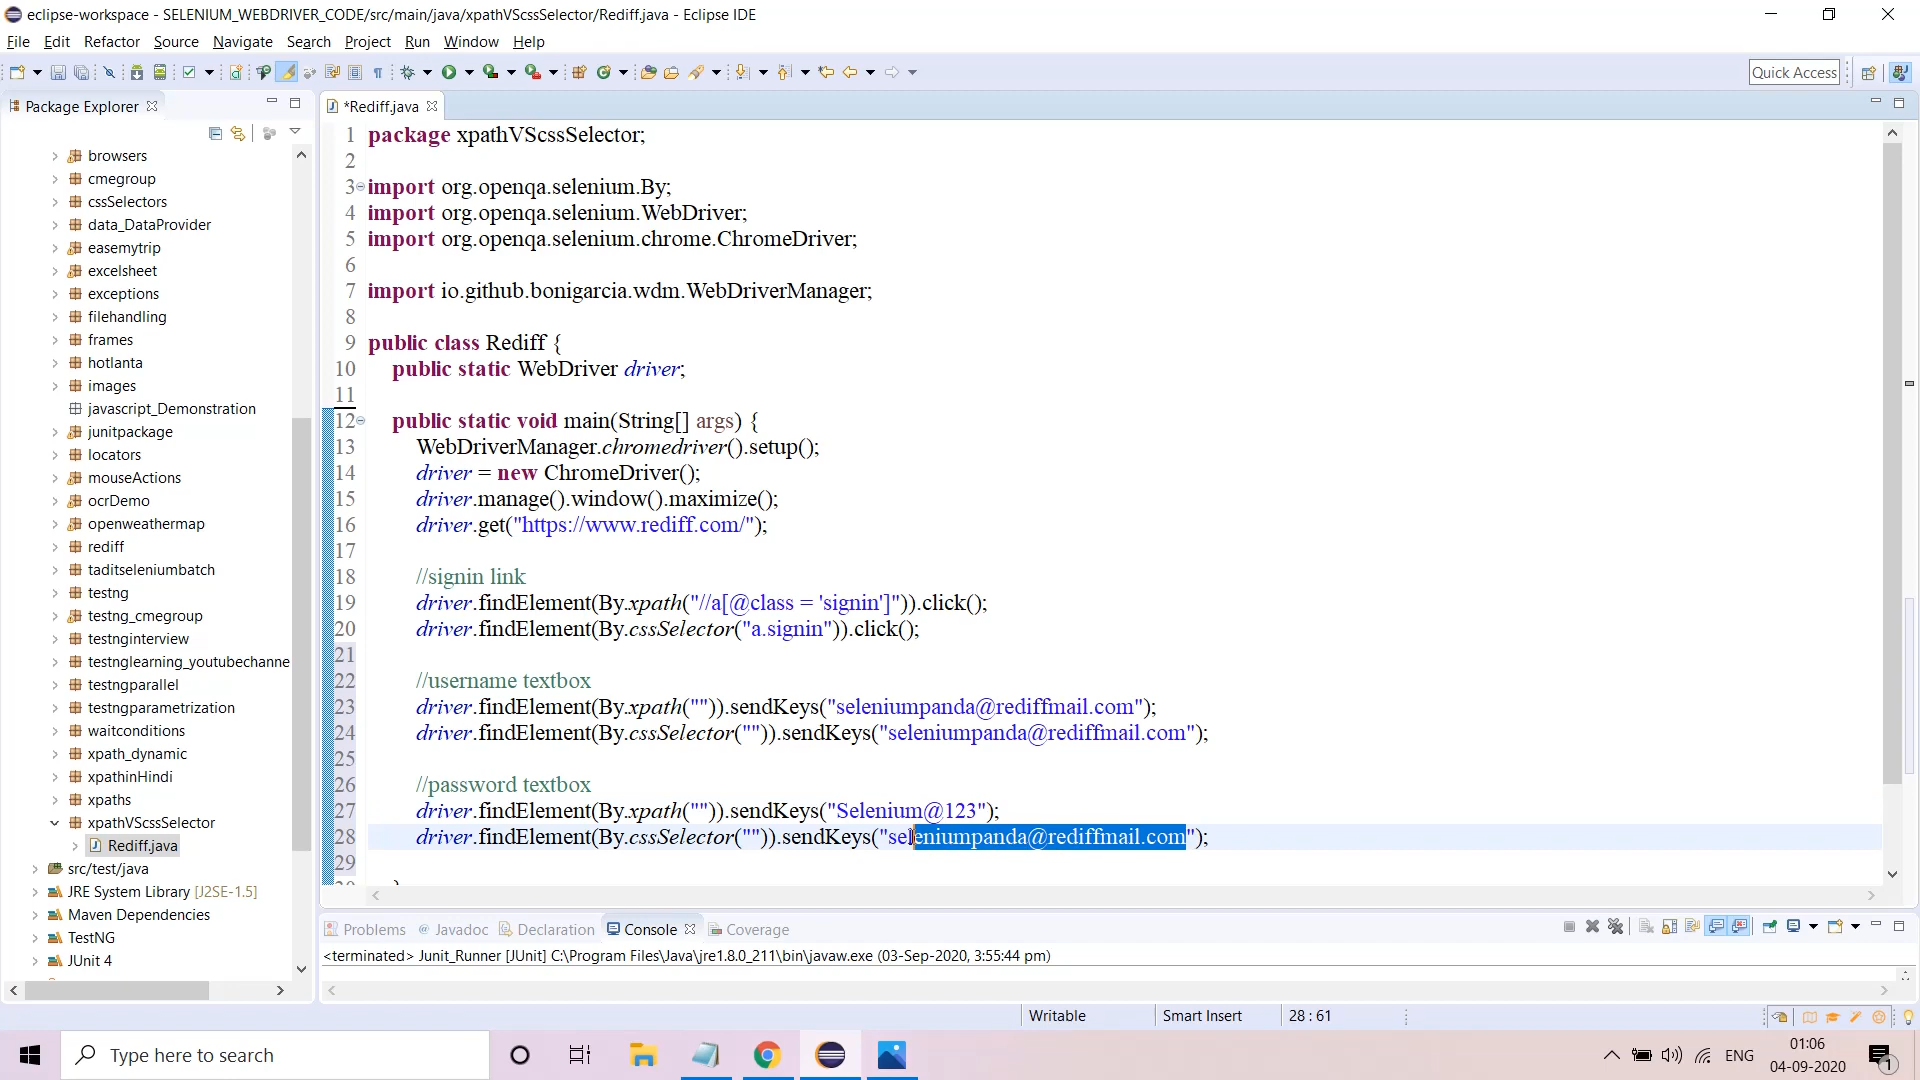 eclipse-workspace - SELENIUM_WEBDRIVER_CODE/src/main/java/xpathVScssSelector/Rediff.java - Eclipse IDE
File Edit Refactor Source Navigate Search Project Run Window Help
Quick Access
Package Explorer
*Rediff.java
browsers
cmegroup
cssSelectors
data_DataProvider
easemytrip
excelsheet
exceptions
filehandling
frames
hotlanta
images
javascript_Demonstration
junitpackage
locators
mouseActions
ocrDemo
openweathermap
rediff
taditseleniumbatch
testng
testng_cmegroup
testnginterview
testnglearning_youtubechanne
testngparallel
testngparametrization
waitconditions
xpath_dynamic
xpathinHindi
xpaths
xpathVScssSelector
Rediff.java
src/test/java
JRE System Library [J2SE-1.5]
Maven Dependencies
TestNG
JUnit 4
1 package xpathVScssSelector;
2
3 import org.openqa.selenium.By;
4 import org.openqa.selenium.WebDriver;
5 import org.openqa.selenium.chrome.ChromeDriver;
6
7 import io.github.bonigarcia.wdm.WebDriverManager;
8
9 public class Rediff {
10 public static WebDriver driver;
11
12 public static void main(String[] args) {
13 WebDriverManager.chromedriver().setup();
14 driver = new ChromeDriver();
15 driver.manage().window().maximize();
16 driver.get("https://www.rediff.com/");
17
18 //signin link
19 driver.findElement(By.xpath("//a[@class = 'signin']")).click();
20 driver.findElement(By.cssSelector("a.signin")).click();
21
22 //username textbox
23 driver.findElement(By.xpath("")).sendKeys("seleniumpanda@rediffmail.com");
24 driver.findElement(By.cssSelector("")).sendKeys("seleniumpanda@rediffmail.com");
25
26 //password textbox
27 driver.findElement(By.xpath("")).sendKeys("Selenium@123");
28 driver.findElement(By.cssSelector("")).sendKeys("seleniumpanda@rediffmail.com");
29
Problems Javadoc Declaration Console Coverage
<terminated> Junit_Runner [JUnit] C:\Program Files\Java\jre1.8.0_211\bin\javaw.exe (03-Sep-2020, 3:55:44 pm)
Writable Smart Insert 28 : 61
Type here to search
ENG
01:06
04-09-2020
1